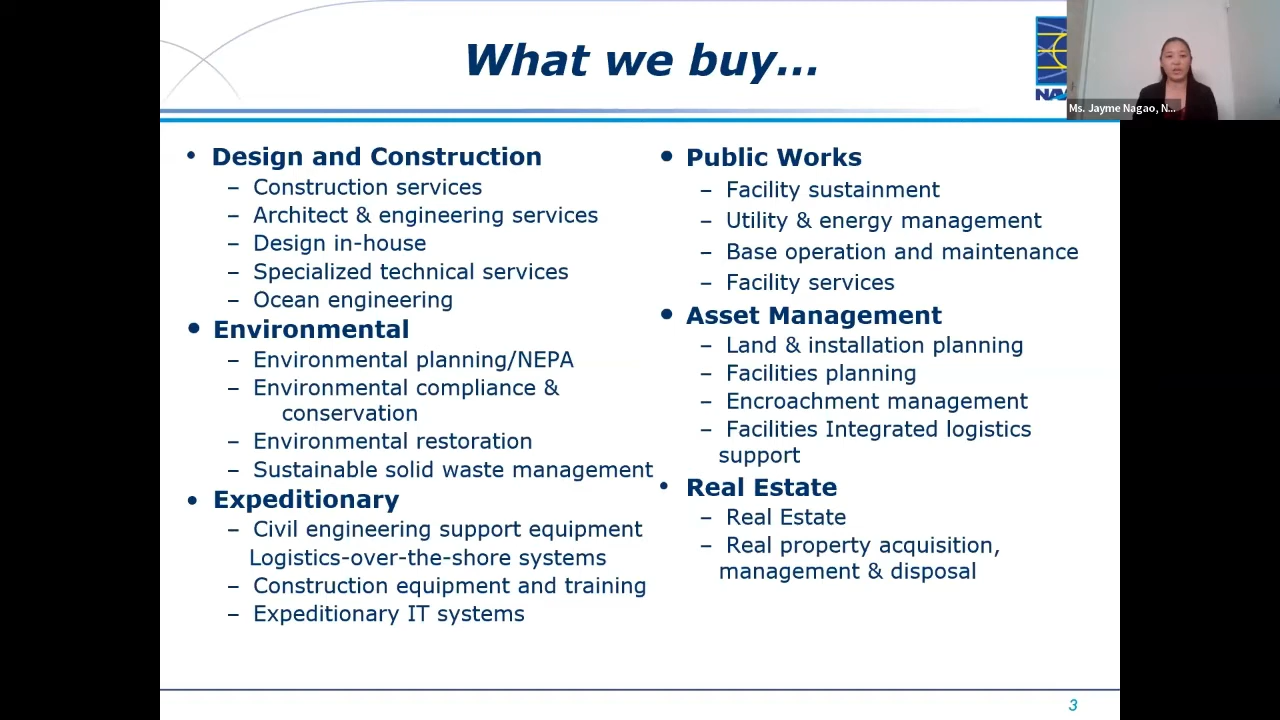 What we buy...
Ms. Jayme Nagao, N...
• Design and Construction
– Construction services
– Architect & engineering services
– Design in-house
– Specialized technical services
– Ocean engineering
• Environmental
– Environmental planning/NEPA
– Environmental compliance &
conservation
– Environmental restoration
– Sustainable solid waste management
• Expeditionary
– Civil engineering support equipment
Logistics-over-the-shore systems
– Construction equipment and training
– Expeditionary IT systems
• Public Works
– Facility sustainment
– Utility & energy management
– Base operation and maintenance
– Facility services
• Asset Management
– Land & installation planning
– Facilities planning
– Encroachment management
– Facilities Integrated logistics
support
• Real Estate
– Real Estate
– Real property acquisition,
management & disposal
3